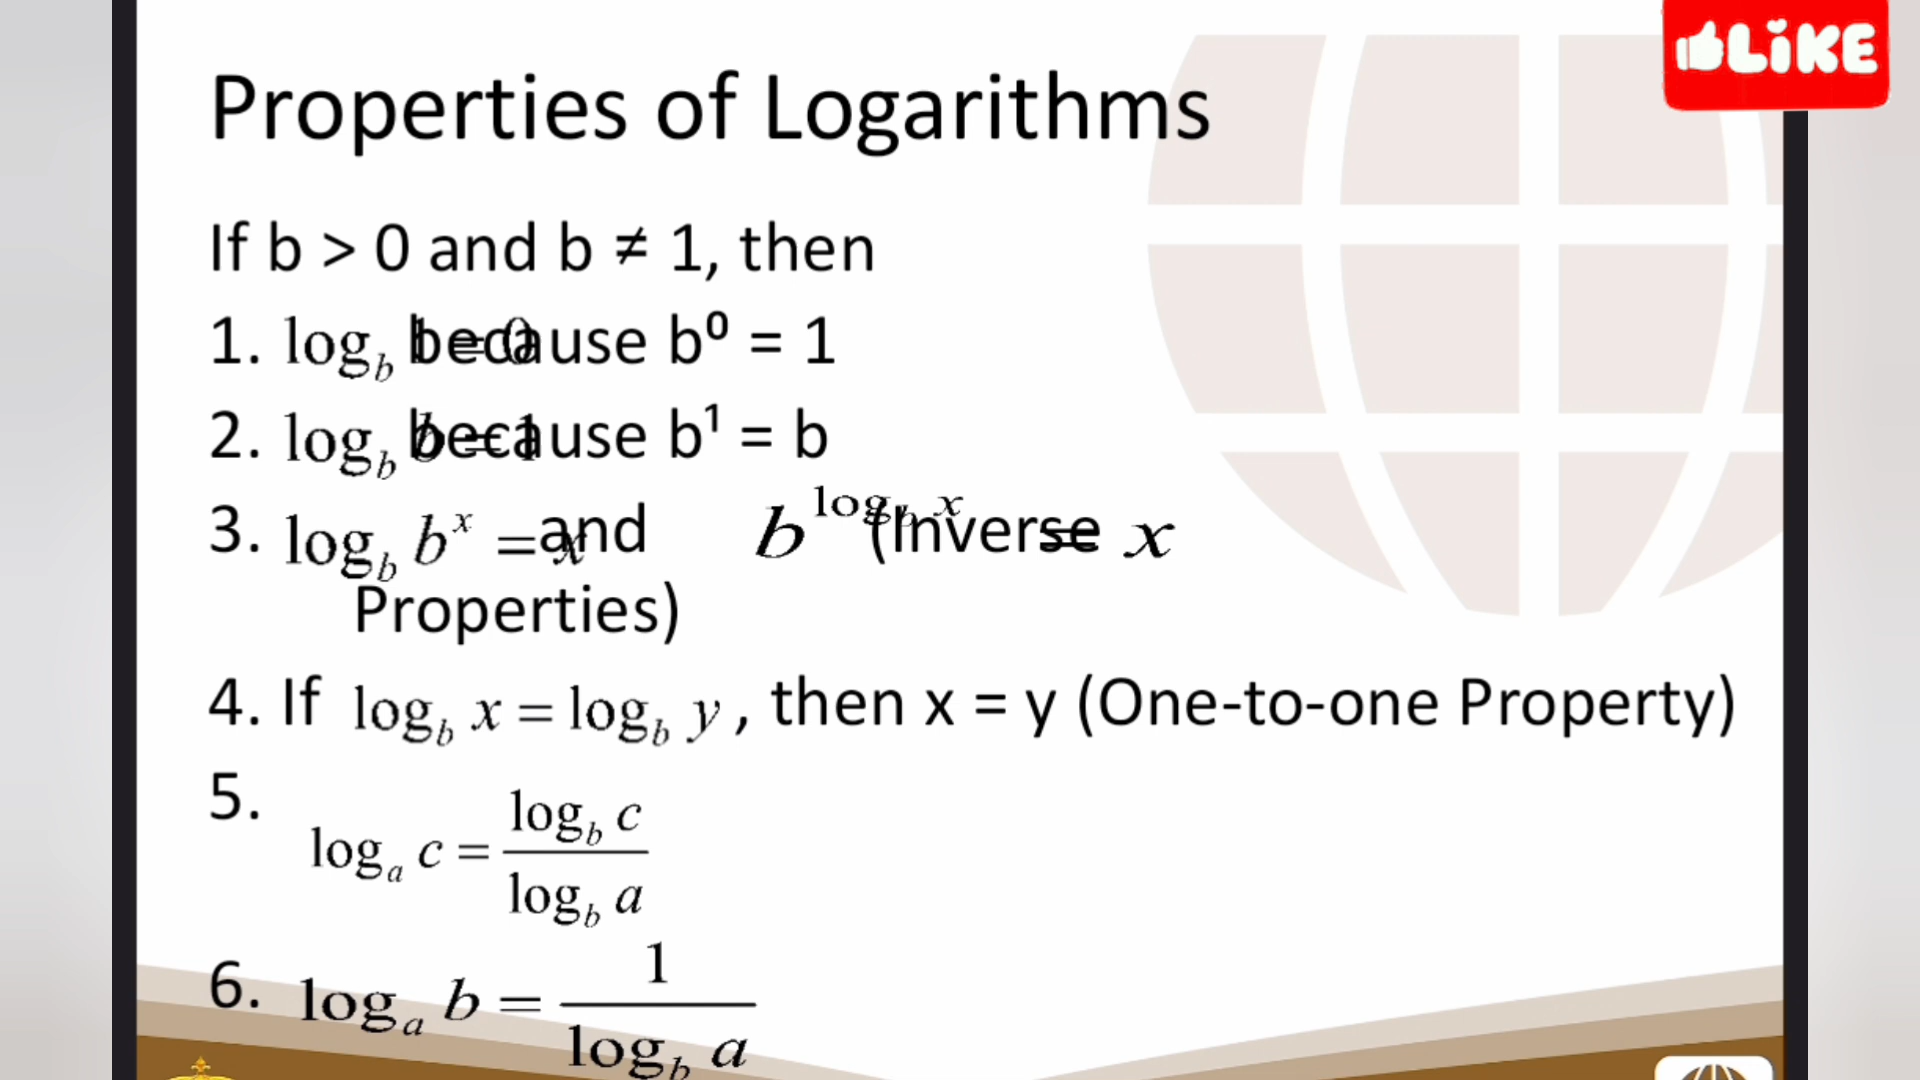 LiKE
Properties of Logarithms
If b > 0 and b ≠ 1, then
1. log_b 1 = 0 because b⁰ = 1
2. log_b b = 1 because b¹ = b
3. log_b b^x = x and b^(log_b x) = x (Inverse
Properties)
4. If log_b x = log_b y , then x = y (One-to-one Property)
5. log_a c = log_b c / log_b a
6. log_a b = 1 / log_b a